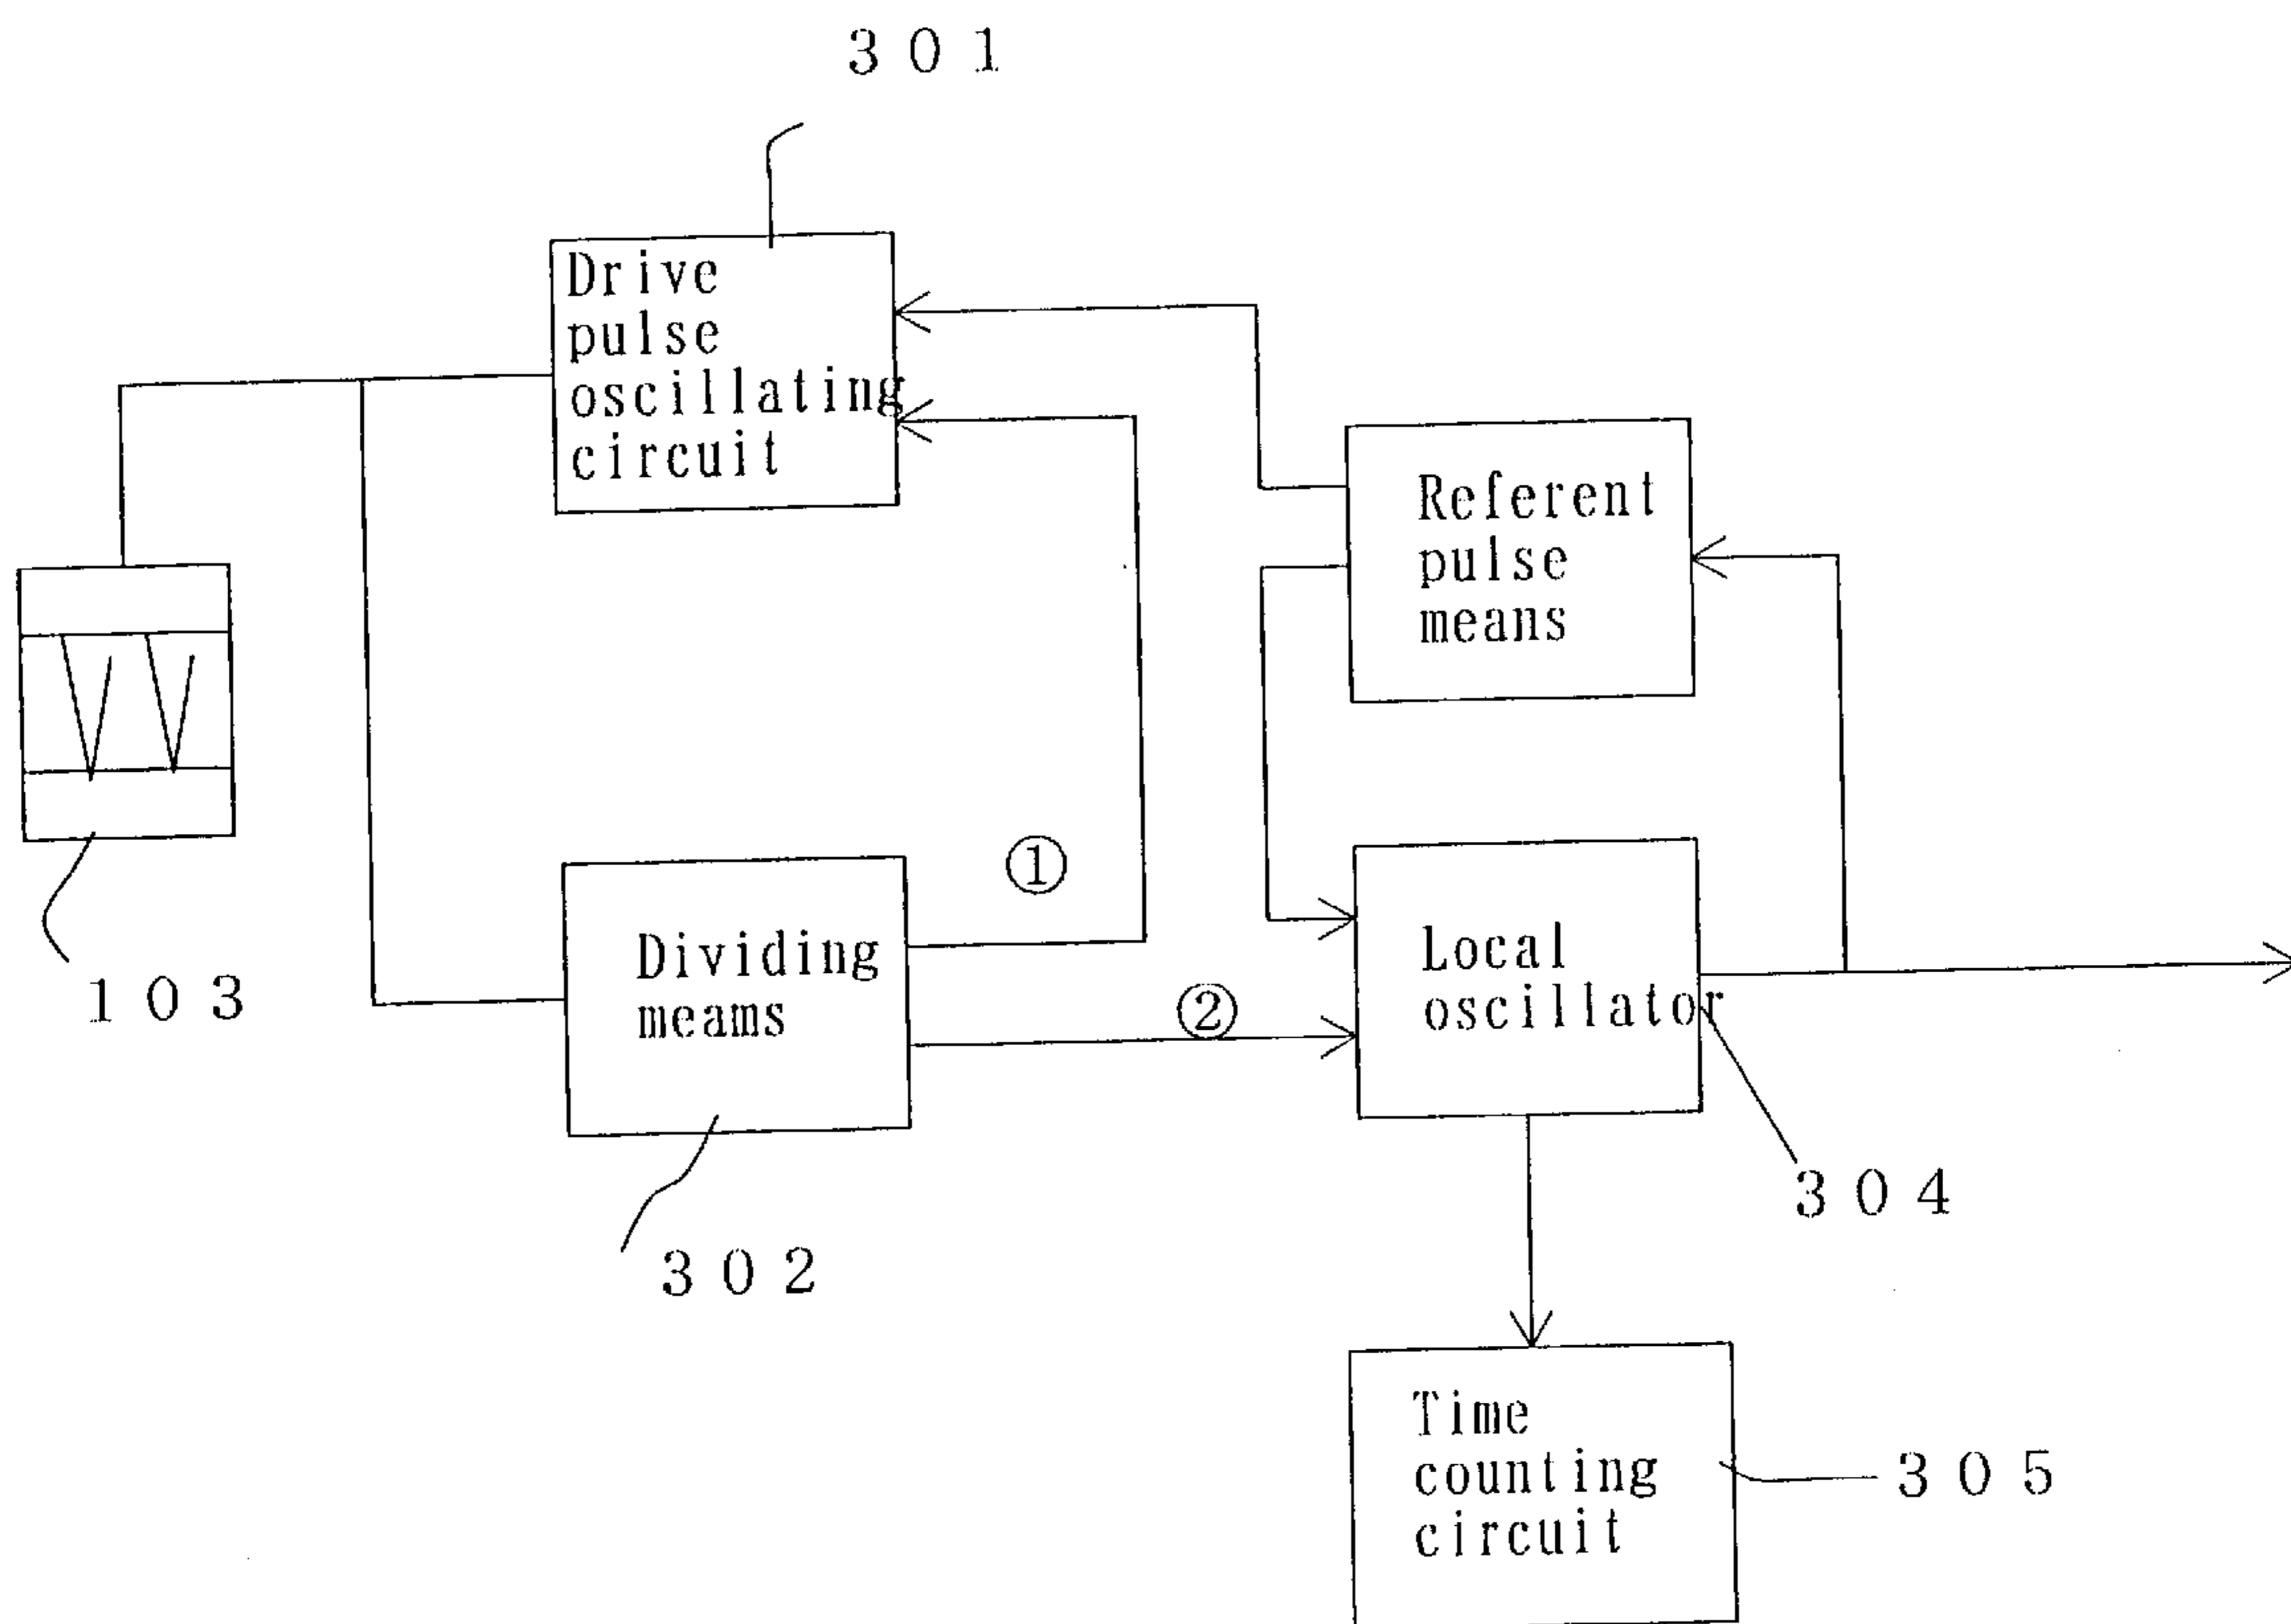 ３０１
Drive
pulse
oscillating
circuit
Referent
pulse
means
①
Dividing
meams
②
Local
oscillator
１０３
３０２
３０４
Time
counting
circuit
３０５